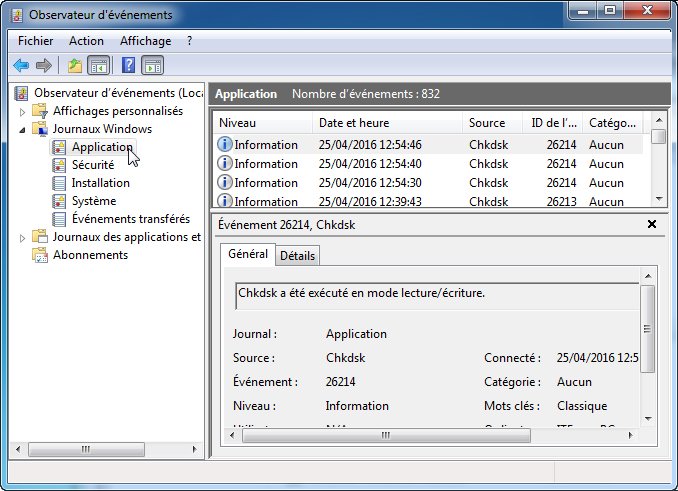 Observateur d'événements
Fichier Action Affichage ?
Observateur d'événements (Loca
Affichages personnalisés
Journaux Windows
Application
Sécurité
Installation
Système
Événements transférés
Journaux des applications et
Abonnements
Application Nombre d'événements : 832
Niveau Date et heure Source ID de l'... Catégo...
Information 25/04/2016 12:54:46 Chkdsk 26214 Aucun
Information 25/04/2016 12:54:40 Chkdsk 26214 Aucun
Information 25/04/2016 12:54:30 Chkdsk 26214 Aucun
Information 25/04/2016 12:39:43 Chkdsk 26213 Aucun
Événement 26214, Chkdsk
Général Détails
Chkdsk a été exécuté en mode lecture/écriture.
Journal : Application
Source : Chkdsk Connecté : 25/04/2016 12:5
Événement : 26214 Catégorie : Aucun
Niveau : Information Mots clés : Classique